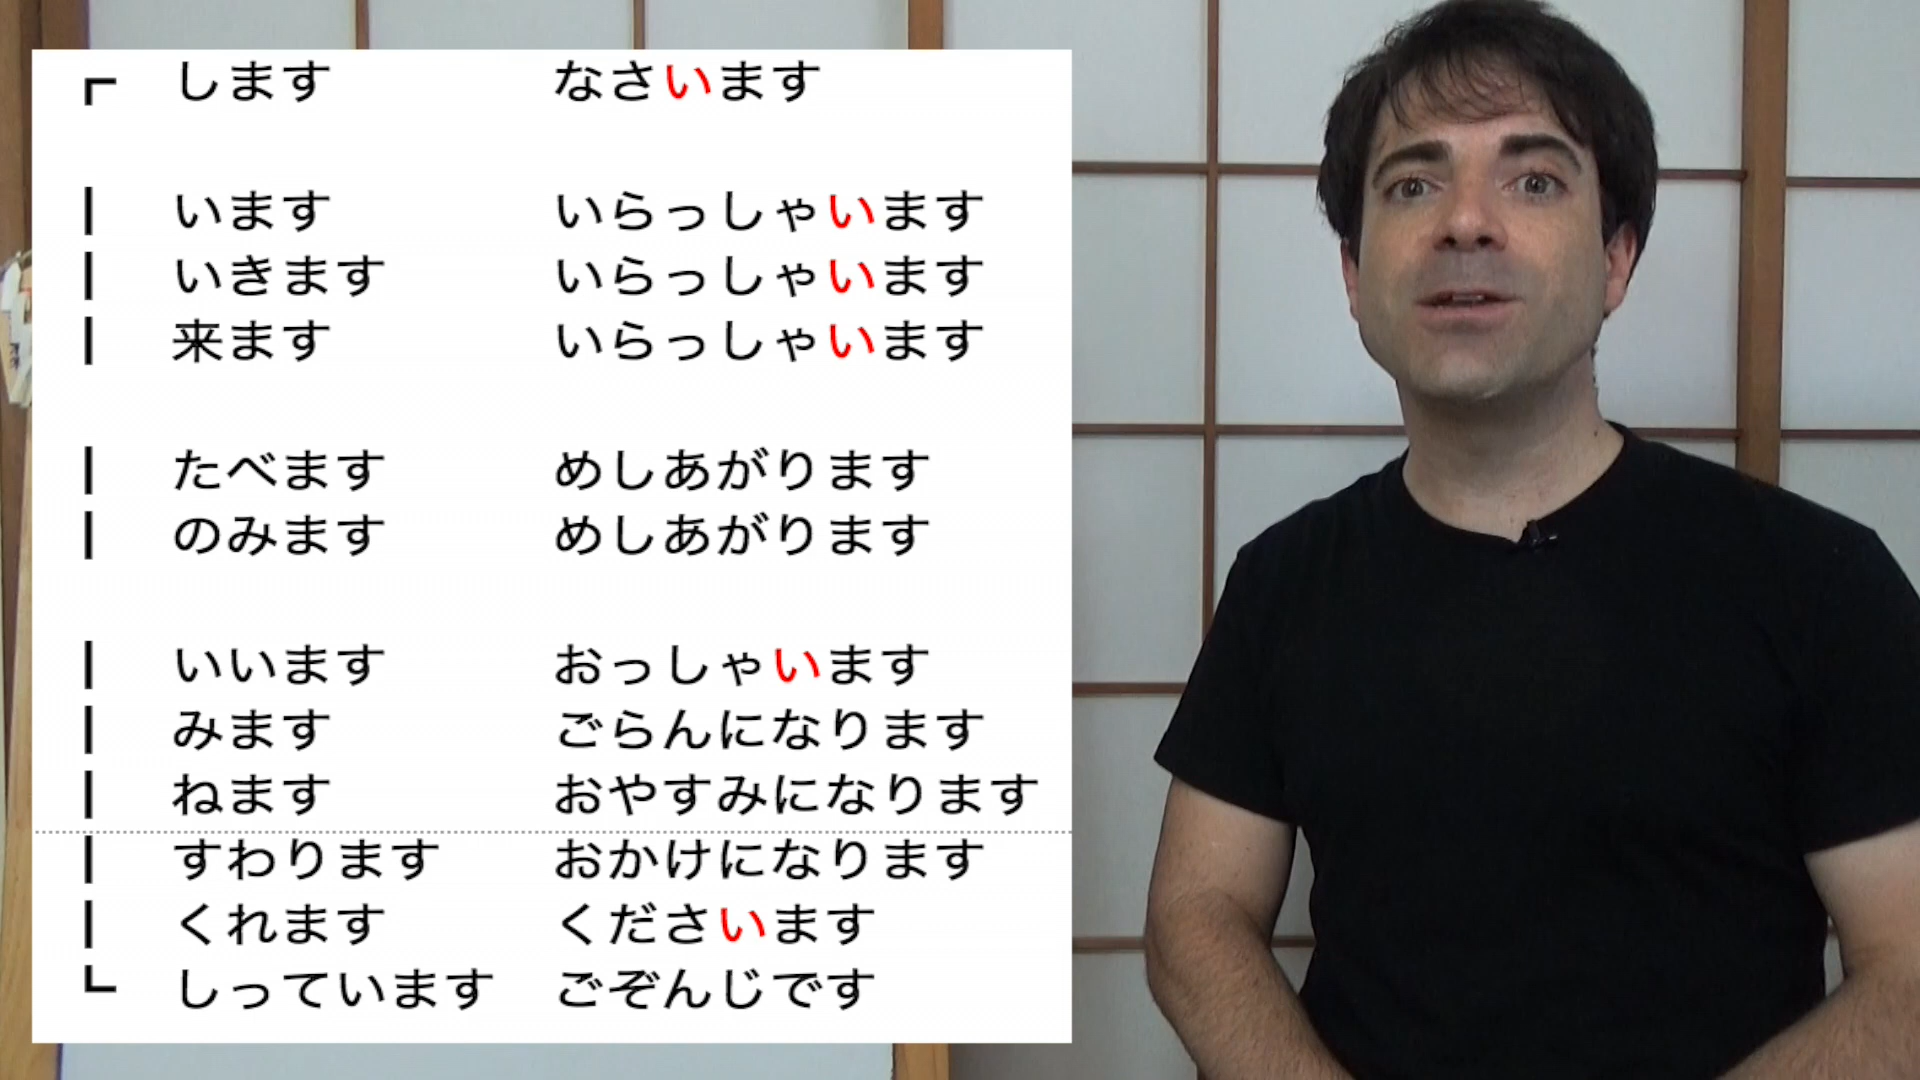 ┏ します なさいます
┃ います いらっしゃいます
┃ いきます いらっしゃいます
┃ 来ます いらっしゃいます
┃ たべます めしあがります
┃ のみます めしあがります
┃ いいます おっしゃいます
┃ みます ごらんになります
┃ ねます おやすみになります
┃ すわります おかけになります
┃ くれます くださいます
┗ しっています ごぞんじです